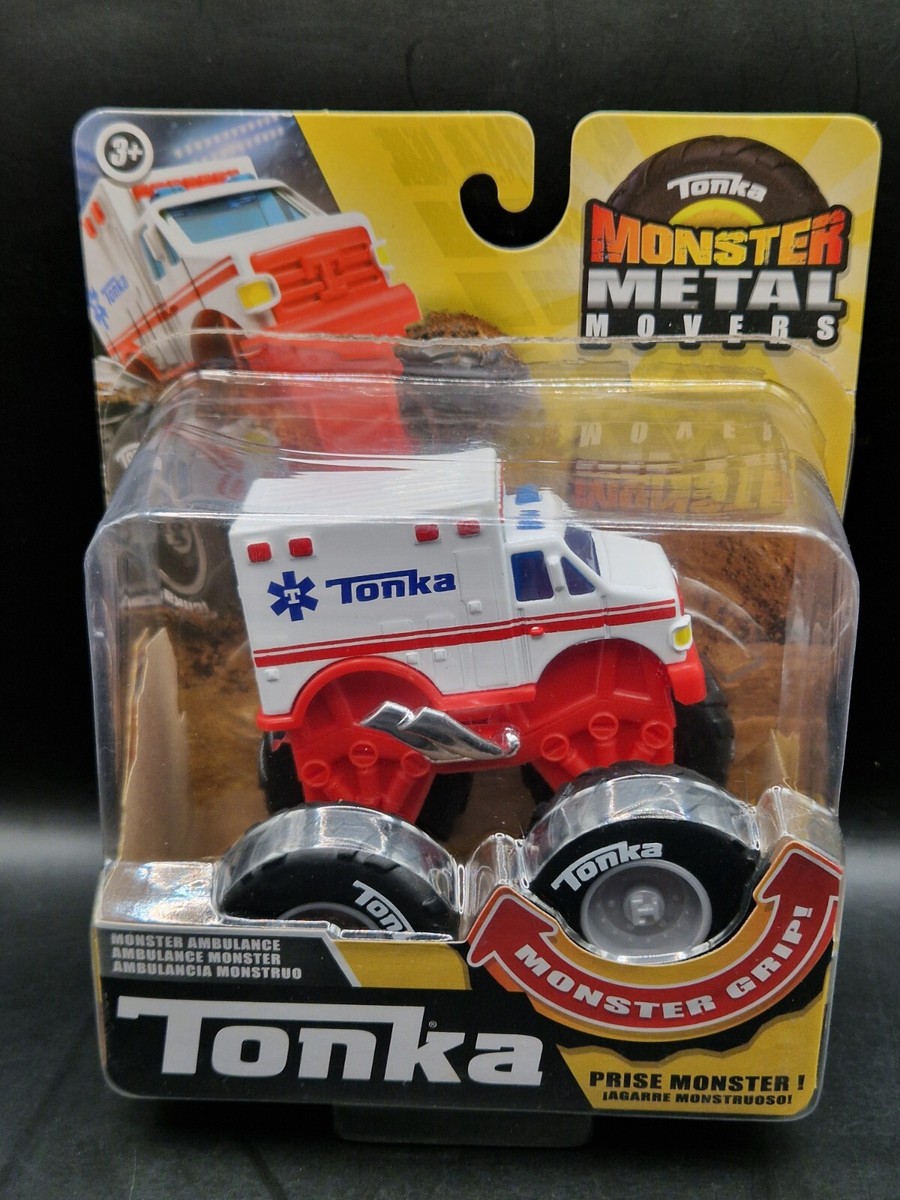 3+
Tonka
MONSTER
METAL
MOVERS
Tonka
T
Tonka
T
Tonka
Tonka
MONSTER GRIP!
MONSTER AMBULANCE
AMBULANCE MONSTER
AMBULANCIA MONSTRUO
Tonka®
PRISE MONSTER !
¡AGARRE MONSTRUOSO!